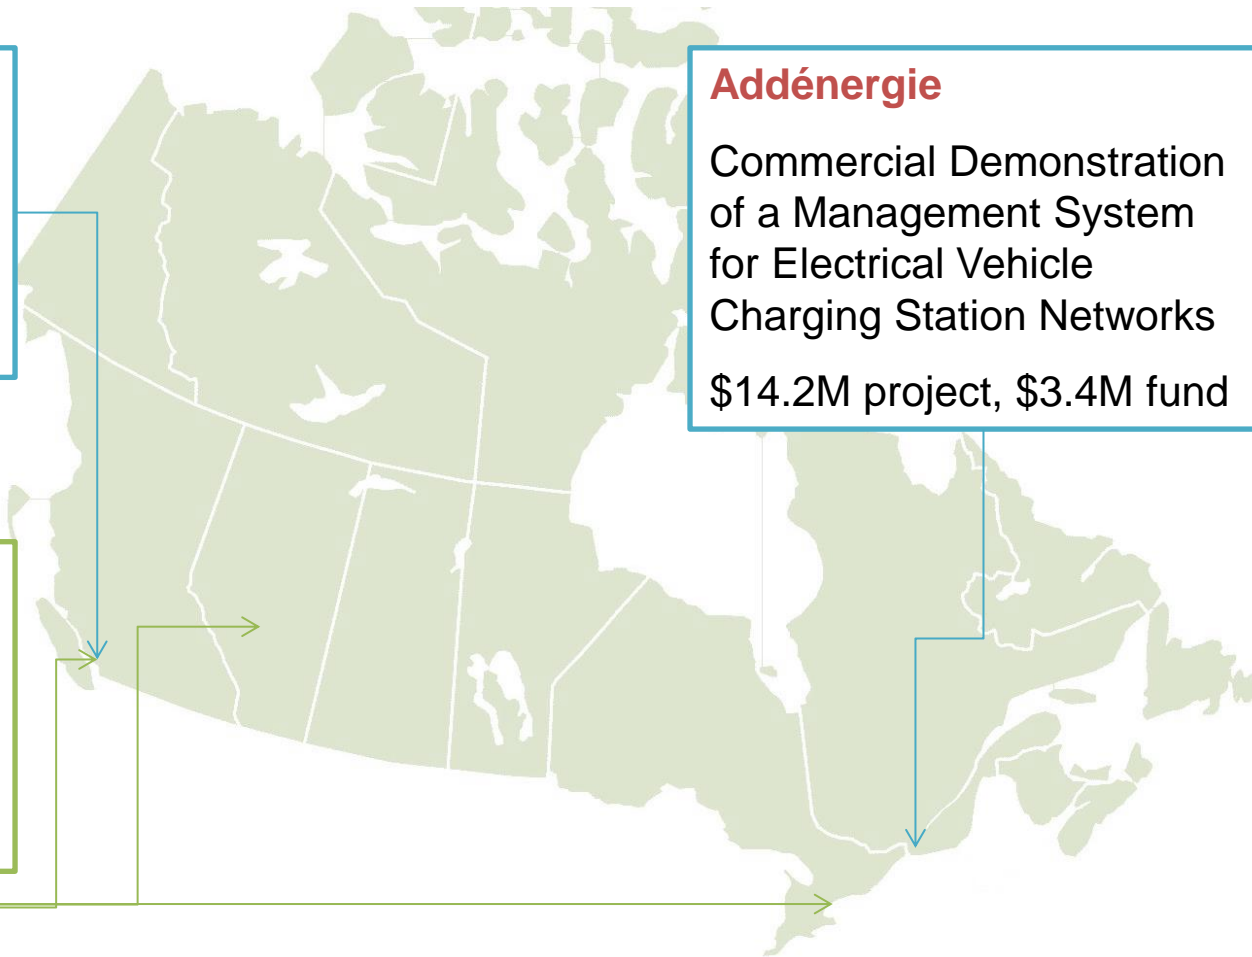 Addénergie
Commercial Demonstration
of a Management System
for Electrical Vehicle
Charging Station Networks
$14.2M project, $3.4M fund